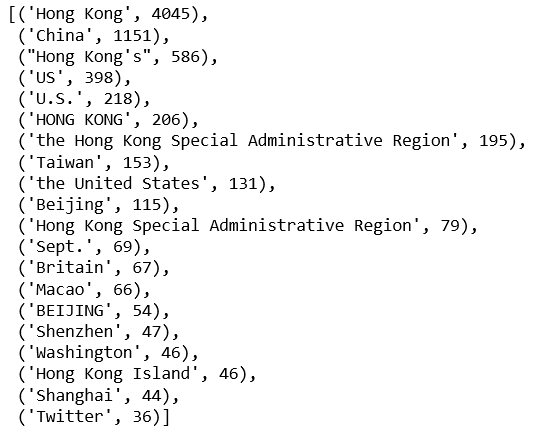 [('Hong Kong', 4045),
('China', 1151),
("Hong Kong's", 586),
('US', 398),
('U.S.', 218),
('HONG KONG', 206),
('the Hong Kong Special Administrative Region', 195),
('Taiwan', 153),
('the United States', 131),
('Beijing', 115),
('Hong Kong Special Administrative Region', 79),
('Sept.', 69),
('Britain', 67),
('Macao', 66),
('BEIJING', 54),
('Shenzhen', 47),
('Washington', 46),
('Hong Kong Island', 46),
('Shanghai', 44),
('Twitter', 36)]